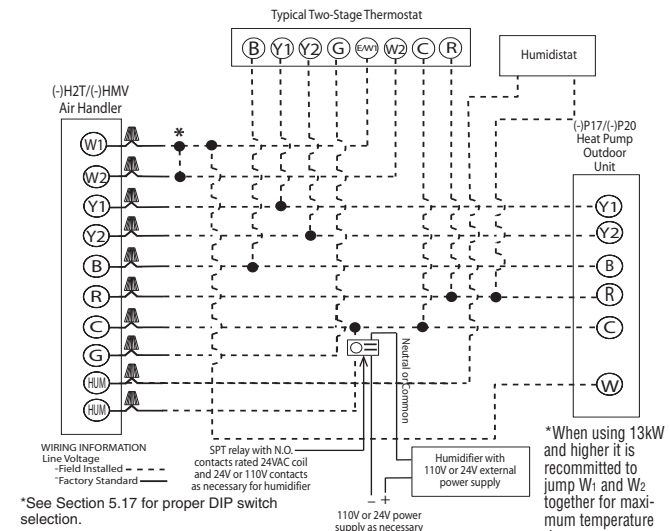 Typical Two-Stage Thermostat
B Y1 Y2 G E/W1 W2 C R
Humidistat
(-)H2T/(-)HMV
Air Handler
W1
W2
Y1
Y2
B
R
C
G
HUM
HUM
(-)P17/(-)P20
Heat Pump
Outdoor
Unit
Y1
Y2
B
R
C
W
*
Neutral or Common
WIRING INFORMATION
Line Voltage
-Field Installed
-Factory Standard
*See Section 5.17 for proper DIP switch
selection.
SPT relay with N.O.
contacts rated 24VAC coil
and 24V or 110V contacts
as necessary for humidifier
Humidifier with
110V or 24V external
power supply
– +
110V or 24V power
supply as necessary
*When using 13kW
and higher it is
recommitted to
jump W1 and W2
together for maxi-
mum temperature